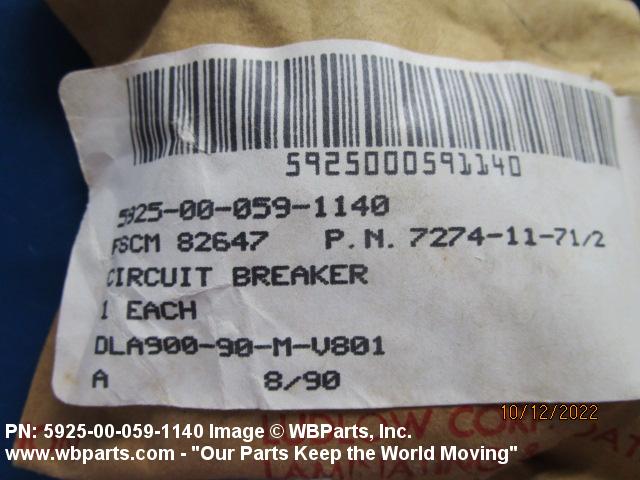 5925000591140
5925-00-059-1140
FSCM 82647 P.N. 7274-11-71/2
CIRCUIT BREAKER
1 EACH
DLA900-90-M-V801
A 8/90
10/12/2022
LUDLOW
PN: 5925-00-059-1140 Image © WBParts, Inc.
www.wbparts.com - "Our Parts Keep the World Moving"